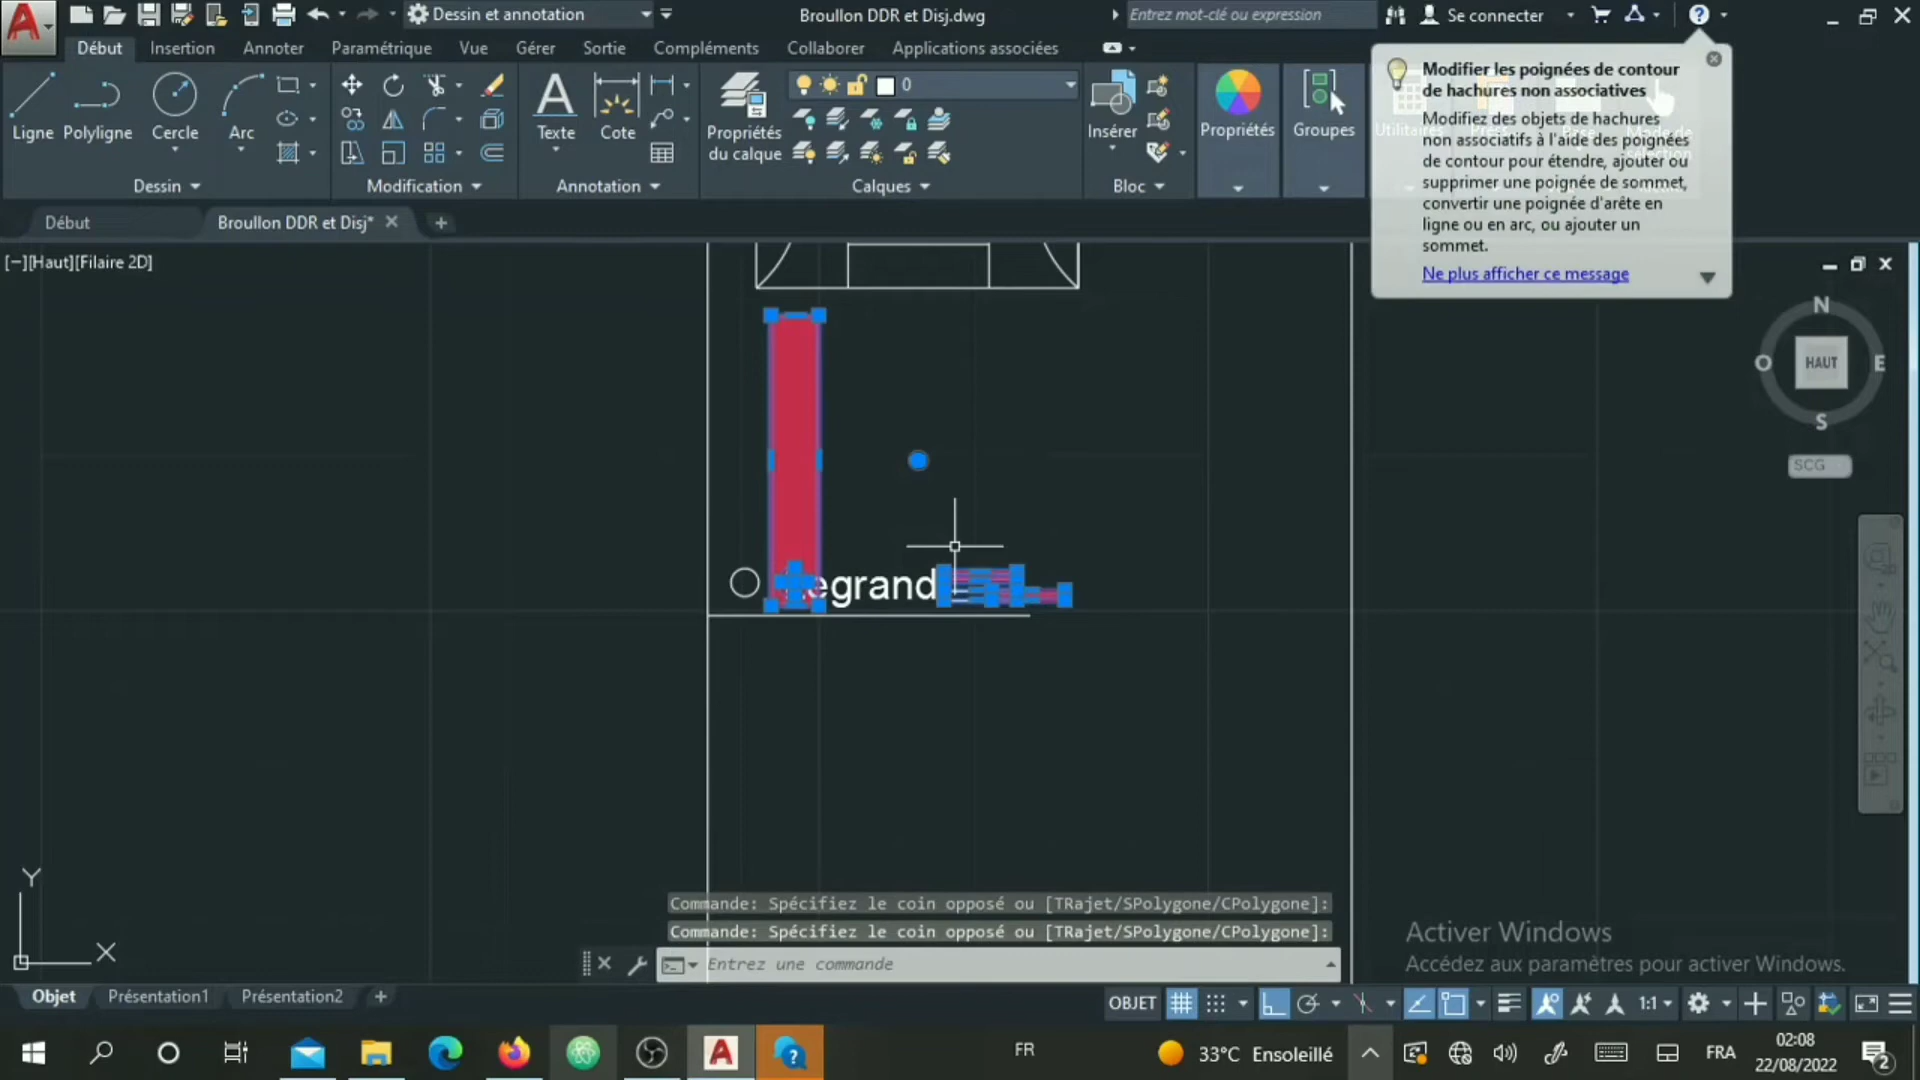 Dessin et annotation
Broullon DDR et Disj.dwg
Entrez mot-clé ou expression
Se connecter
Début
Insertion
Annoter
Paramétrique
Vue
Gérer
Sortie
Compléments
Collaborer
Applications associées
Ligne
Polyligne
Cercle
Arc
Texte
Cote
Propriétés
du calque
0
Insérer
Propriétés
Groupes
Utilitaires
Dessin
Modification
Annotation
Calques
Bloc
Modifier les poignées de contour
de hachures non associatives
Modifiez des objets de hachures
non associatifs à l'aide des poignées
de contour pour étendre, ajouter ou
supprimer une poignée de sommet,
convertir une poignée d'arête en
ligne ou en arc, ou ajouter un
sommet.
Ne plus afficher ce message
Début
Broullon DDR et Disj*
[−][Haut][Filaire 2D]
N
O
HAUT
E
S
SCG
egrand
Y
X
Commande: Spécifiez le coin opposé ou [TRajet/SPolygone/CPolygone]:
Commande: Spécifiez le coin opposé ou [TRajet/SPolygone/CPolygone]:
Entrez une commande
Activer Windows
Accédez aux paramètres pour activer Windows.
Objet
Présentation1
Présentation2
OBJET
1:1
FR
33°C Ensoleillé
FRA
02:08
22/08/2022
2